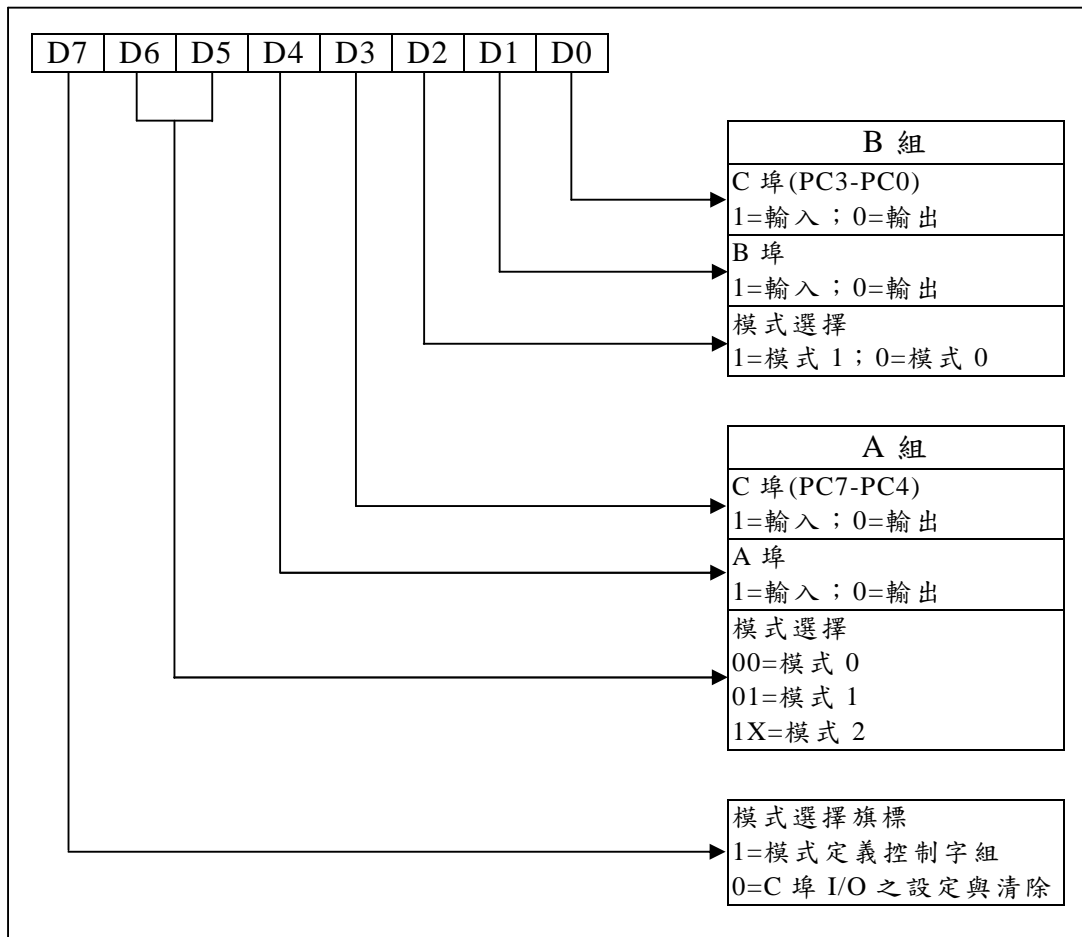 D7 D6 D5 D4 D3 D2 D1 D0
B 組
C 埠(PC3-PC0)
1=輸入；0=輸出
B 埠
1=輸入；0=輸出
模式選擇
1=模式 1；0=模式 0
A 組
C 埠(PC7-PC4)
1=輸入；0=輸出
A 埠
1=輸入；0=輸出
模式選擇
00=模式 0
01=模式 1
1X=模式 2
模式選擇旗標
1=模式定義控制字組
0=C 埠 I/O 之設定與清除